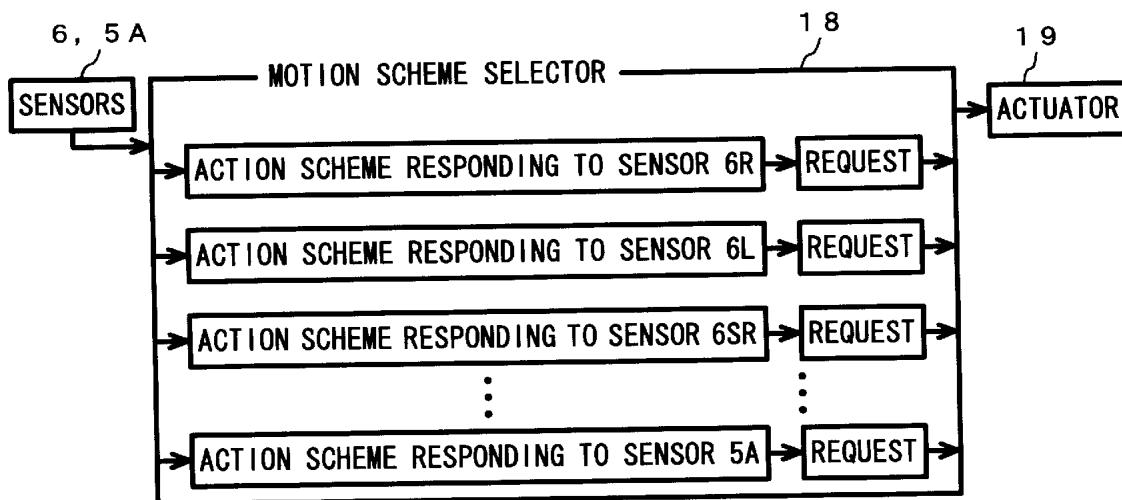 6, 5A
18
19
MOTION SCHEME SELECTOR
SENSORS
ACTUATOR
ACTION SCHEME RESPONDING TO SENSOR 6R
REQUEST
ACTION SCHEME RESPONDING TO SENSOR 6L
REQUEST
ACTION SCHEME RESPONDING TO SENSOR 6SR
REQUEST
ACTION SCHEME RESPONDING TO SENSOR 5A
REQUEST